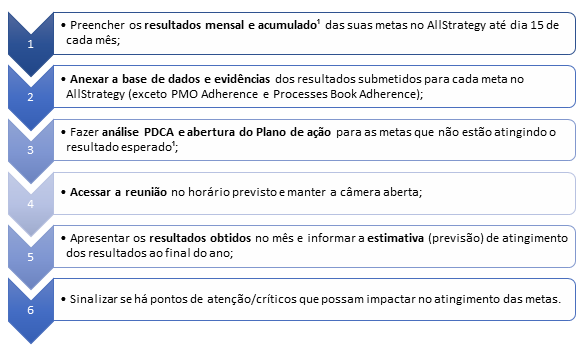 1
• Preencher os resultados mensal e acumulado¹ das suas metas no AllStrategy até dia 15 de
cada mês;
2
• Anexar a base de dados e evidências dos resultados submetidos para cada meta no
AllStrategy (exceto PMO Adherence e Processes Book Adherence);
3
• Fazer análise PDCA e abertura do Plano de ação para as metas que não estão atingindo o
resultado esperado¹;
4
• Acessar a reunião no horário previsto e manter a câmera aberta;
5
• Apresentar os resultados obtidos no mês e informar a estimativa (previsão) de atingimento
dos resultados ao final do ano;
6
• Sinalizar se há pontos de atenção/críticos que possam impactar no atingimento das metas.